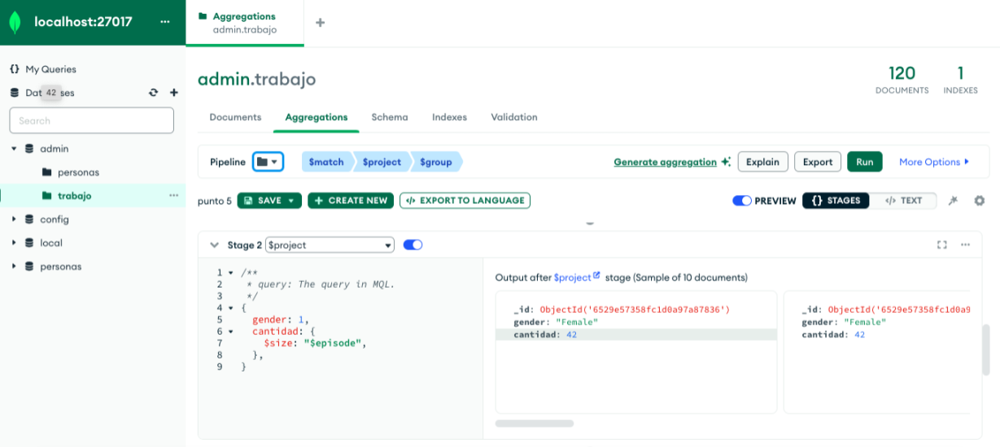 localhost:27017 ...
Aggregations
admin.trabajo
+
{} My Queries
Dat 42 ses
Search
admin
personas
trabajo ...
config
local
personas
admin.trabajo
120
DOCUMENTS
1
INDEXES
Documents Aggregations Schema Indexes Validation
Pipeline $match $project $group Generate aggregation Explain Export Run More Options
punto 5 SAVE + CREATE NEW </> EXPORT TO LANGUAGE PREVIEW {} STAGES </> TEXT
Stage 2 $project ...
1 /**
2 * query: The query in MQL.
3 */
4 {
5 gender: 1,
6 cantidad: {
7 $size: "$episode",
8 },
9 }
Output after $project stage (Sample of 10 documents)
_id: ObjectId('6529e57358fc1d0a97a87836')
gender: "Female"
cantidad: 42
_id: ObjectId('6529e57358fc1d0a9
gender: "Female"
cantidad: 42